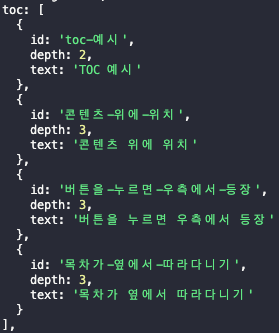 toc: [
  {
    id: 'toc-예시',
    depth: 2,
    text: 'TOC 예시'
  },
  {
    id: '콘텐츠-위에-위치',
    depth: 3,
    text: '콘텐츠 위에 위치'
  },
  {
    id: '버튼을-누르면-우측에서-등장',
    depth: 3,
    text: '버튼을 누르면 우측에서 등장'
  },
  {
    id: '목차가-옆에서-따라다니기',
    depth: 3,
    text: '목차가 옆에서 따라다니기'
  }
],